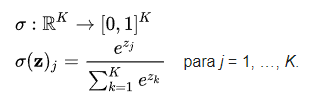 σ : ℝ^K → [0, 1]^K
σ(𝐳)_j = e^{z_j} / ∑_{k=1}^{K} e^{z_k} para j = 1, ..., K.